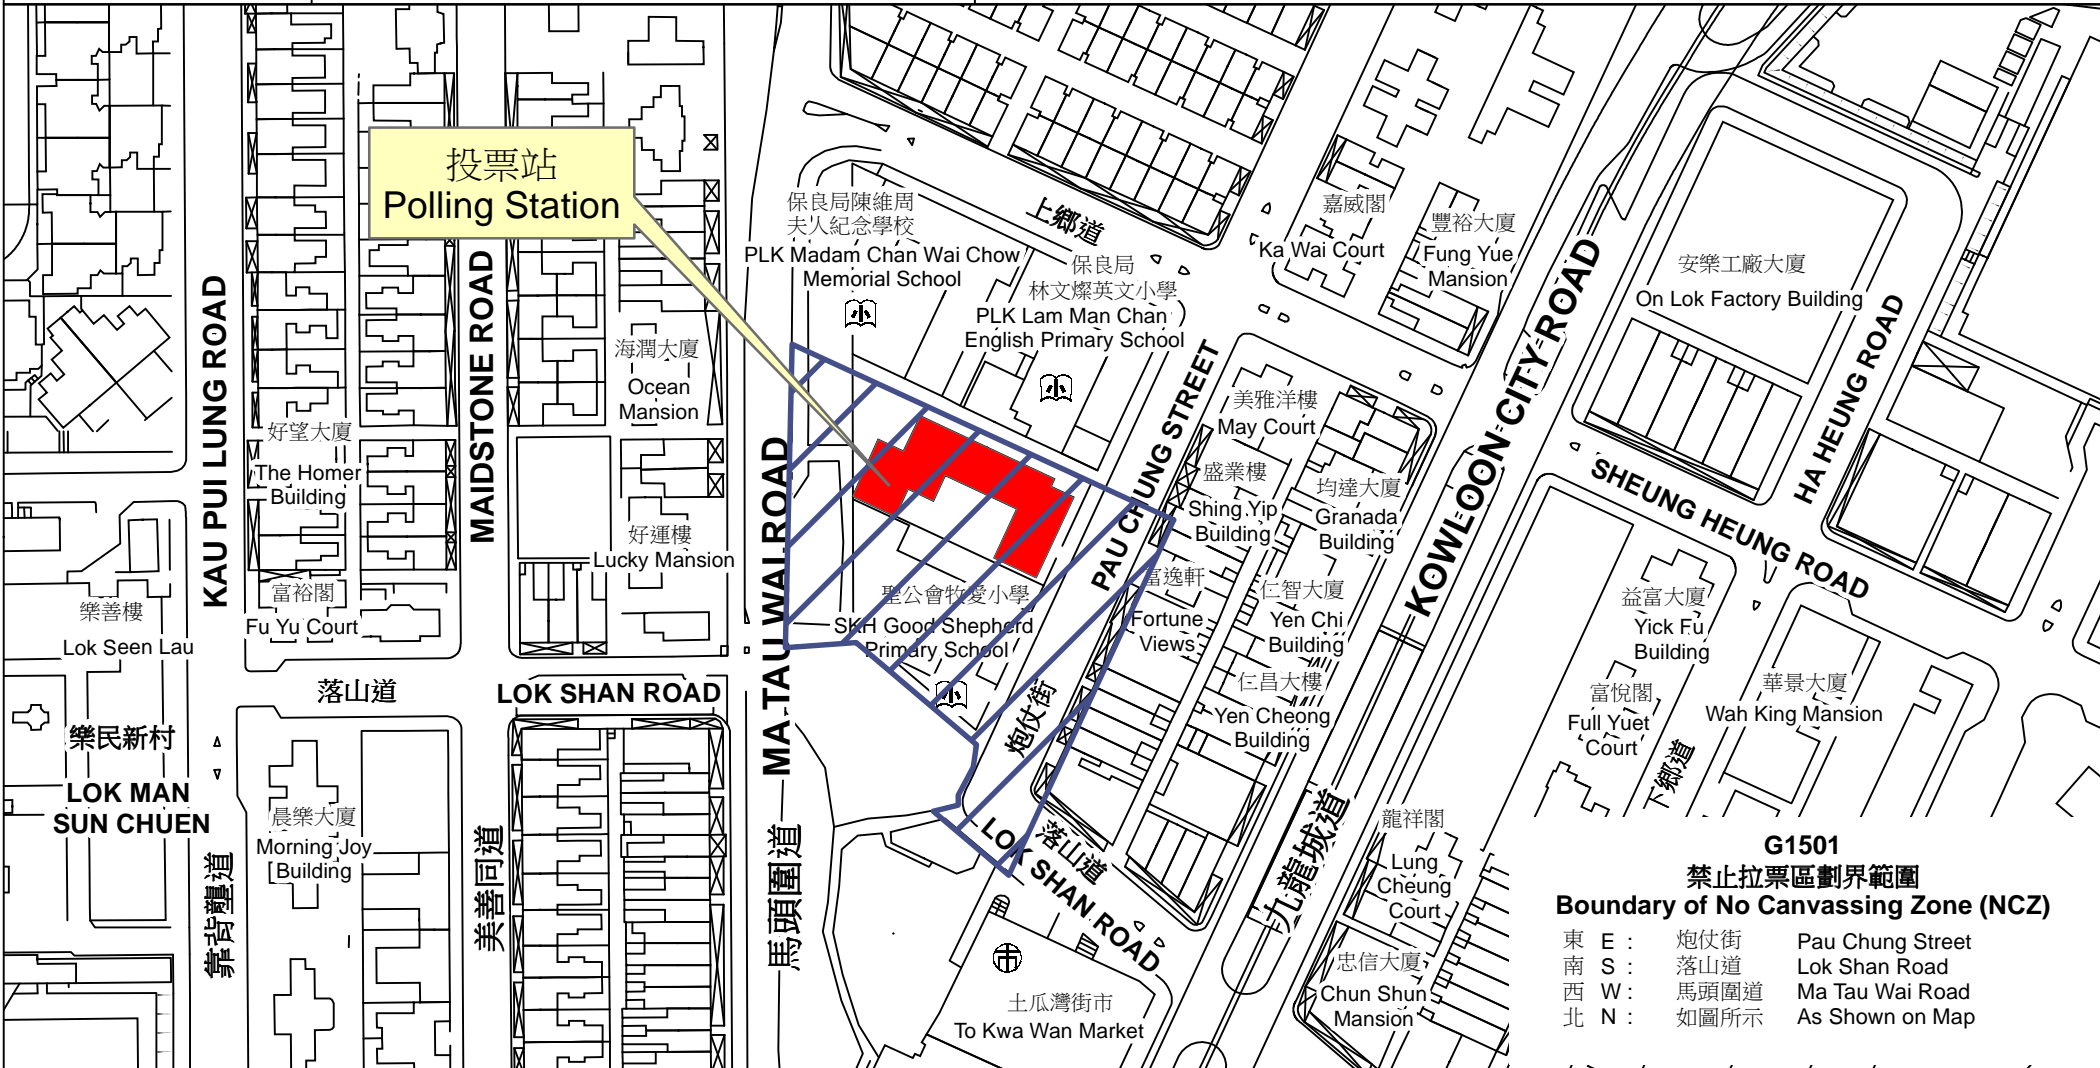 投票站
Polling Station
保良局陳維周
夫人紀念學校
PLK Madam Chan Wai Chow
Memorial School
上鄉道
保良局
林文燦英文小學
PLK Lam Man Chan
English Primary School
嘉威閣
Ka Wai Court
豐裕大廈
Fung Yue
Mansion
安樂工廠大廈
On Lok Factory Building
KAU PUI LUNG ROAD
MAIDSTONE ROAD
海潤大廈
Ocean
Mansion
MA TAU WAI ROAD
PAU CHUNG STREET
KOWLOON CITY ROAD
HA HEUNG ROAD
SHEUNG HEUNG ROAD
美雅洋樓
May Court
好望大廈
The Homer
Building
盛業樓
Shing Yip
Building
均達大廈
Granada
Building
好運樓
Lucky Mansion
富裕閣
Fu Yu Court
樂善樓
Lok Seen Lau
聖公會牧愛小學
SKH Good Shepherd
Primary School
富逸軒
Fortune
Views
仁智大廈
Yen Chi
Building
益富大廈
Yick Fu
Building
仁昌大樓
Yen Cheong
Building
富悅閣
Full Yuet
Court
華景大廈
Wah King Mansion
落山道
LOK SHAN ROAD
炮仗街
下鄉道
樂民新村
LOK MAN
SUN CHUEN
晨樂大廈
Morning Joy
[Building
靠背壟道
美善同道
馬頭圍道
落山道
LOK SHAN ROAD
九龍城道
龍祥閣
Lung
Cheung
Court
忠信大廈
Chun Shun
Mansion
市
土瓜灣街市
To Kwa Wan Market
G1501
禁止拉票區劃界範圍
Boundary of No Canvassing Zone (NCZ)
東 E : 炮仗街 Pau Chung Street
南 S : 落山道 Lok Shan Road
西 W : 馬頭圍道 Ma Tau Wai Road
北 N : 如圖所示 As Shown on Map